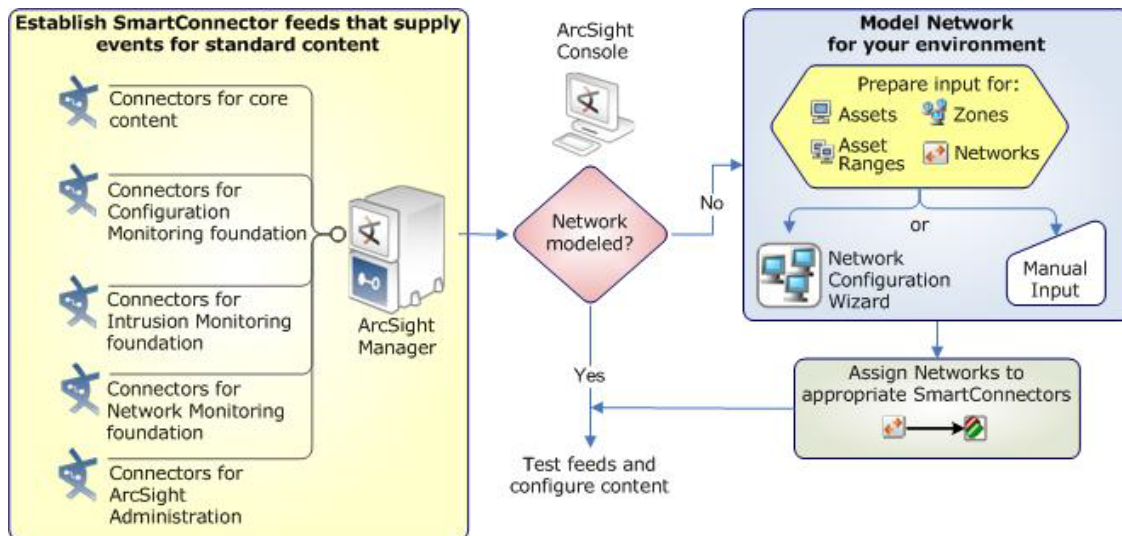 Establish SmartConnector feeds that supply
events for standard content
Connectors for core
content
Connectors for
Configuration
Monitoring foundation
Connectors for
Intrusion Monitoring
foundation
Connectors for
Network Monitoring
foundation
Connectors for
ArcSight
Administration
ArcSight
Manager
ArcSight
Console
Network
modeled?
No
Yes
Test feeds and
configure content
Model Network
for your environment
Prepare input for:
Assets
Zones
Asset
Ranges
Networks
or
Network
Configuration
Wizard
Manual
Input
Assign Networks to
appropriate SmartConnectors